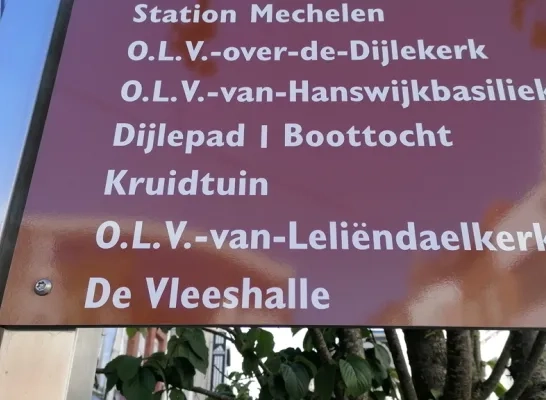 Station Mechelen
O.L.V.-over-de-Dijlekerk
O.L.V.-van-Hanswijkbasiliek
Dijlepad | Boottocht
Kruidtuin
O.L.V.-van-Leliëndaelkerk
De Vleeshalle